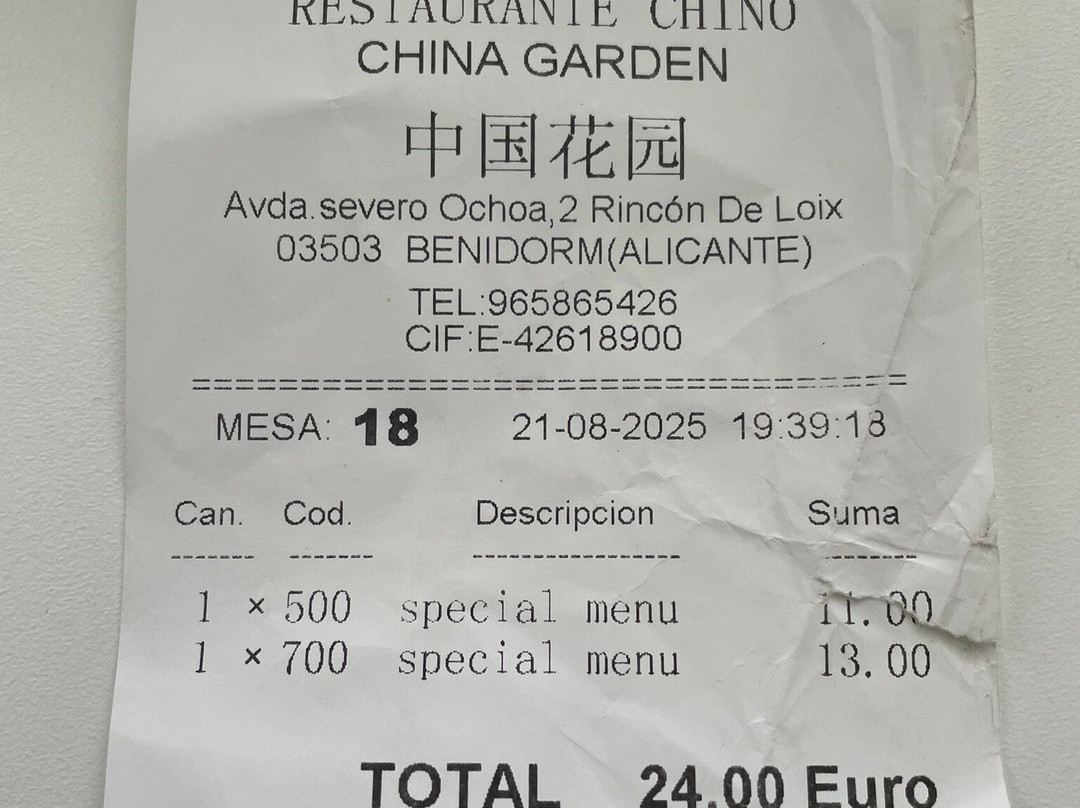 RESTAURANTE CHINO
CHINA GARDEN
中国花园
Avda.severo Ochoa,2 Rincón De Loix
03503 BENIDORM(ALICANTE)
TEL:965865426
CIF:E-42618900
==================================
MESA: 18 21-08-2025 19:39:18
Can. Cod. Descripcion Suma
------- ------- ----------------- -------
1 × 500 special menu 11.00
1 × 700 special menu 13.00
TOTAL 24.00 Euro